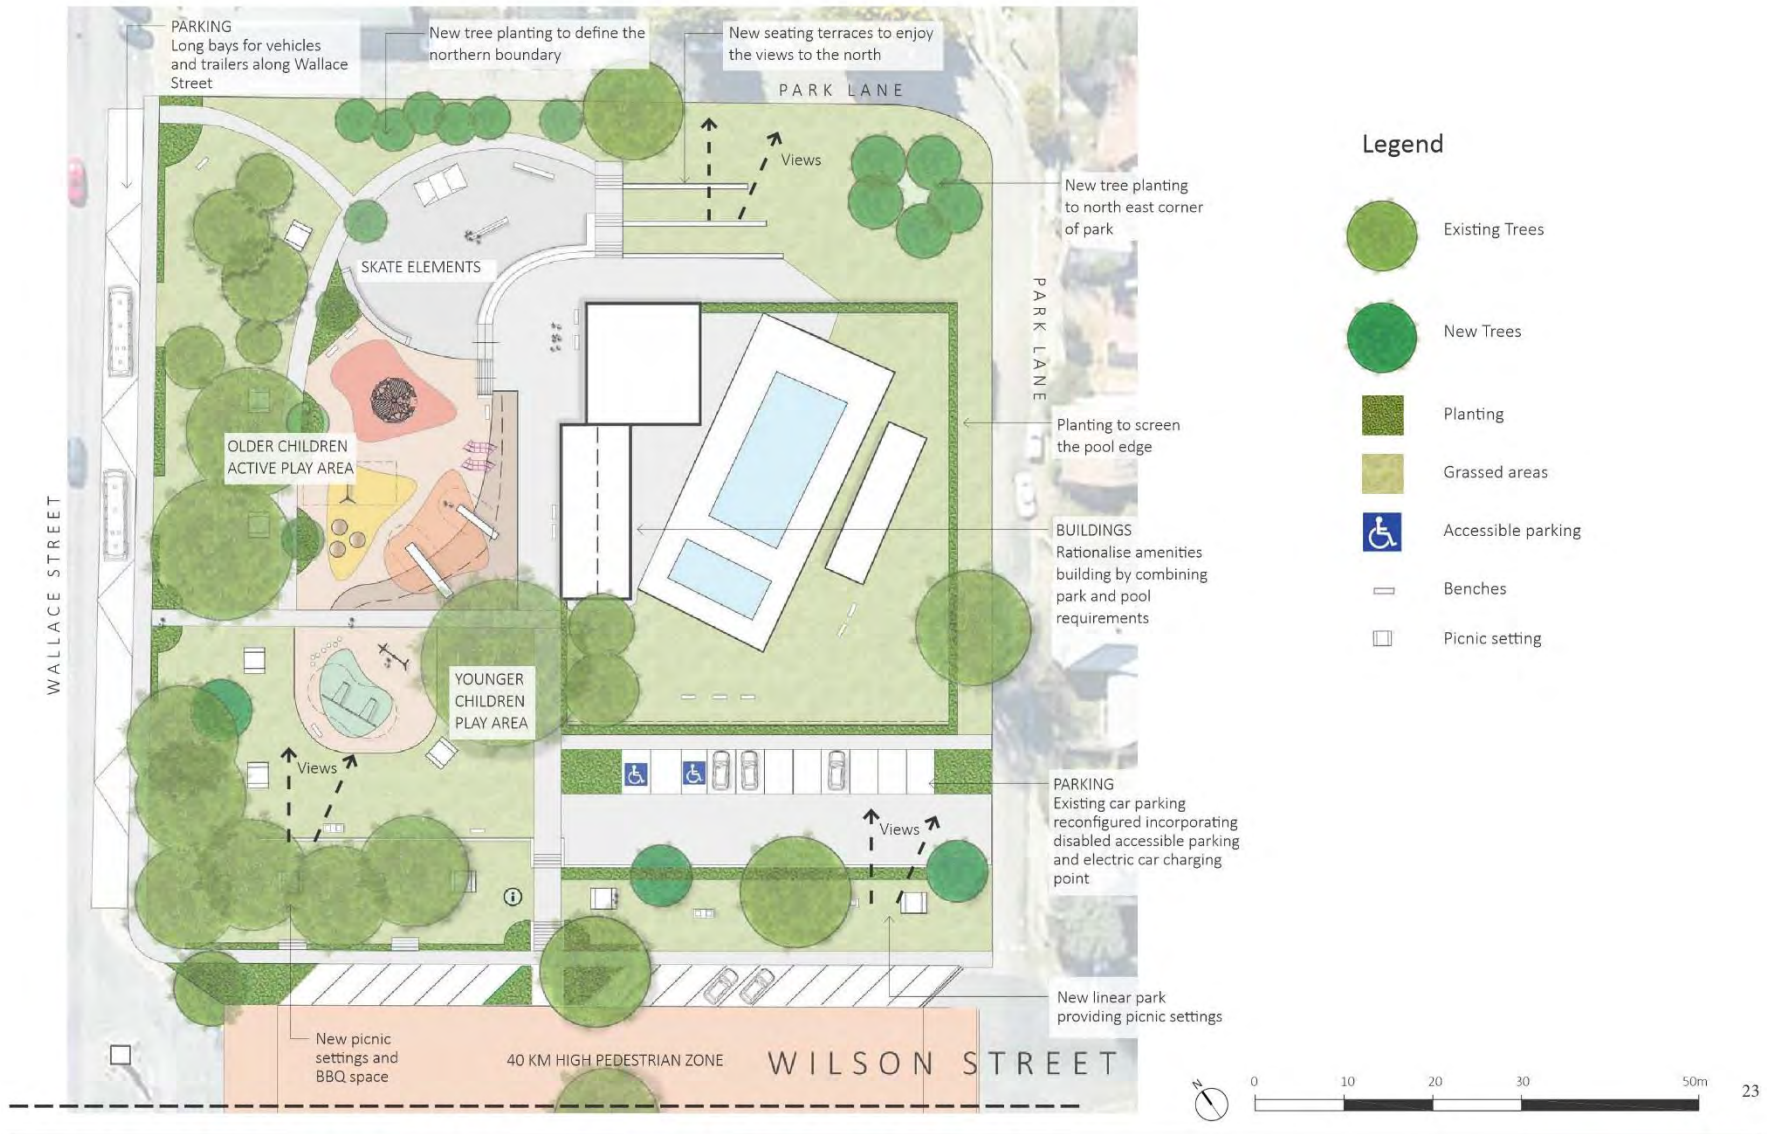 PARKING
Long bays for vehicles
and trailers along Wallace
Street
New tree planting to define the
northern boundary
New seating terraces to enjoy
the views to the north
PARK LANE
Views
New tree planting
to north east corner
of park
SKATE ELEMENTS
PARK LANE
OLDER CHILDREN
ACTIVE PLAY AREA
Planting to screen
the pool edge
WALLACE STREET
BUILDINGS
Rationalise amenities
building by combining
park and pool
requirements
YOUNGER
CHILDREN
PLAY AREA
Views
PARKING
Existing car parking
reconfigured incorporating
disabled accessible parking
and electric car charging
point
Views
i
New linear park
providing picnic settings
New picnic
settings and
BBQ space
40 KM HIGH PEDESTRIAN ZONE
WILSON STREET
Legend
Existing Trees
New Trees
Planting
Grassed areas
Accessible parking
Benches
Picnic setting
N
0 10 20 30 50m
23